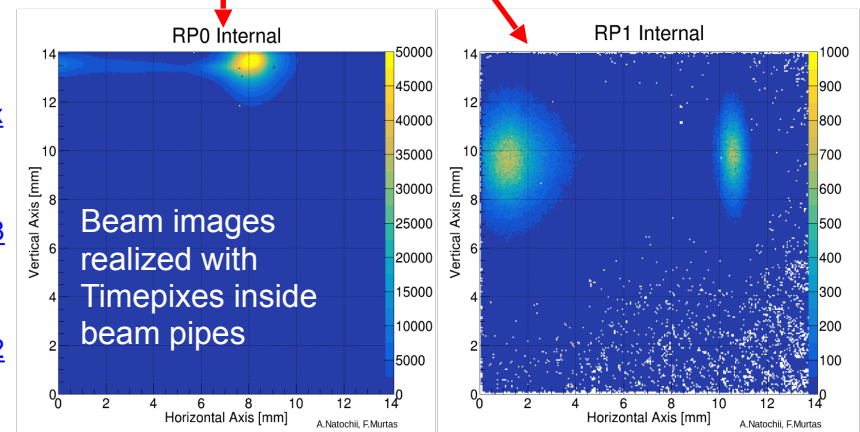 RP0 Internal
14
12
10
8
6
4
2
0
Vertical Axis [mm]
Beam images
realized with
Timepixes inside
beam pipes
50000
45000
40000
35000
30000
25000
20000
15000
10000
5000
0
0 2 4 6 8 10 12 14
Horizontal Axis [mm]
A.Natochii, F.Murtas
RP1 Internal
14
12
10
8
6
4
2
0
Vertical Axis [mm]
1000
900
800
700
600
500
400
300
200
100
0
0 2 4 6 8 10 12 14
Horizontal Axis [mm]
A.Natochii, F.Murtas